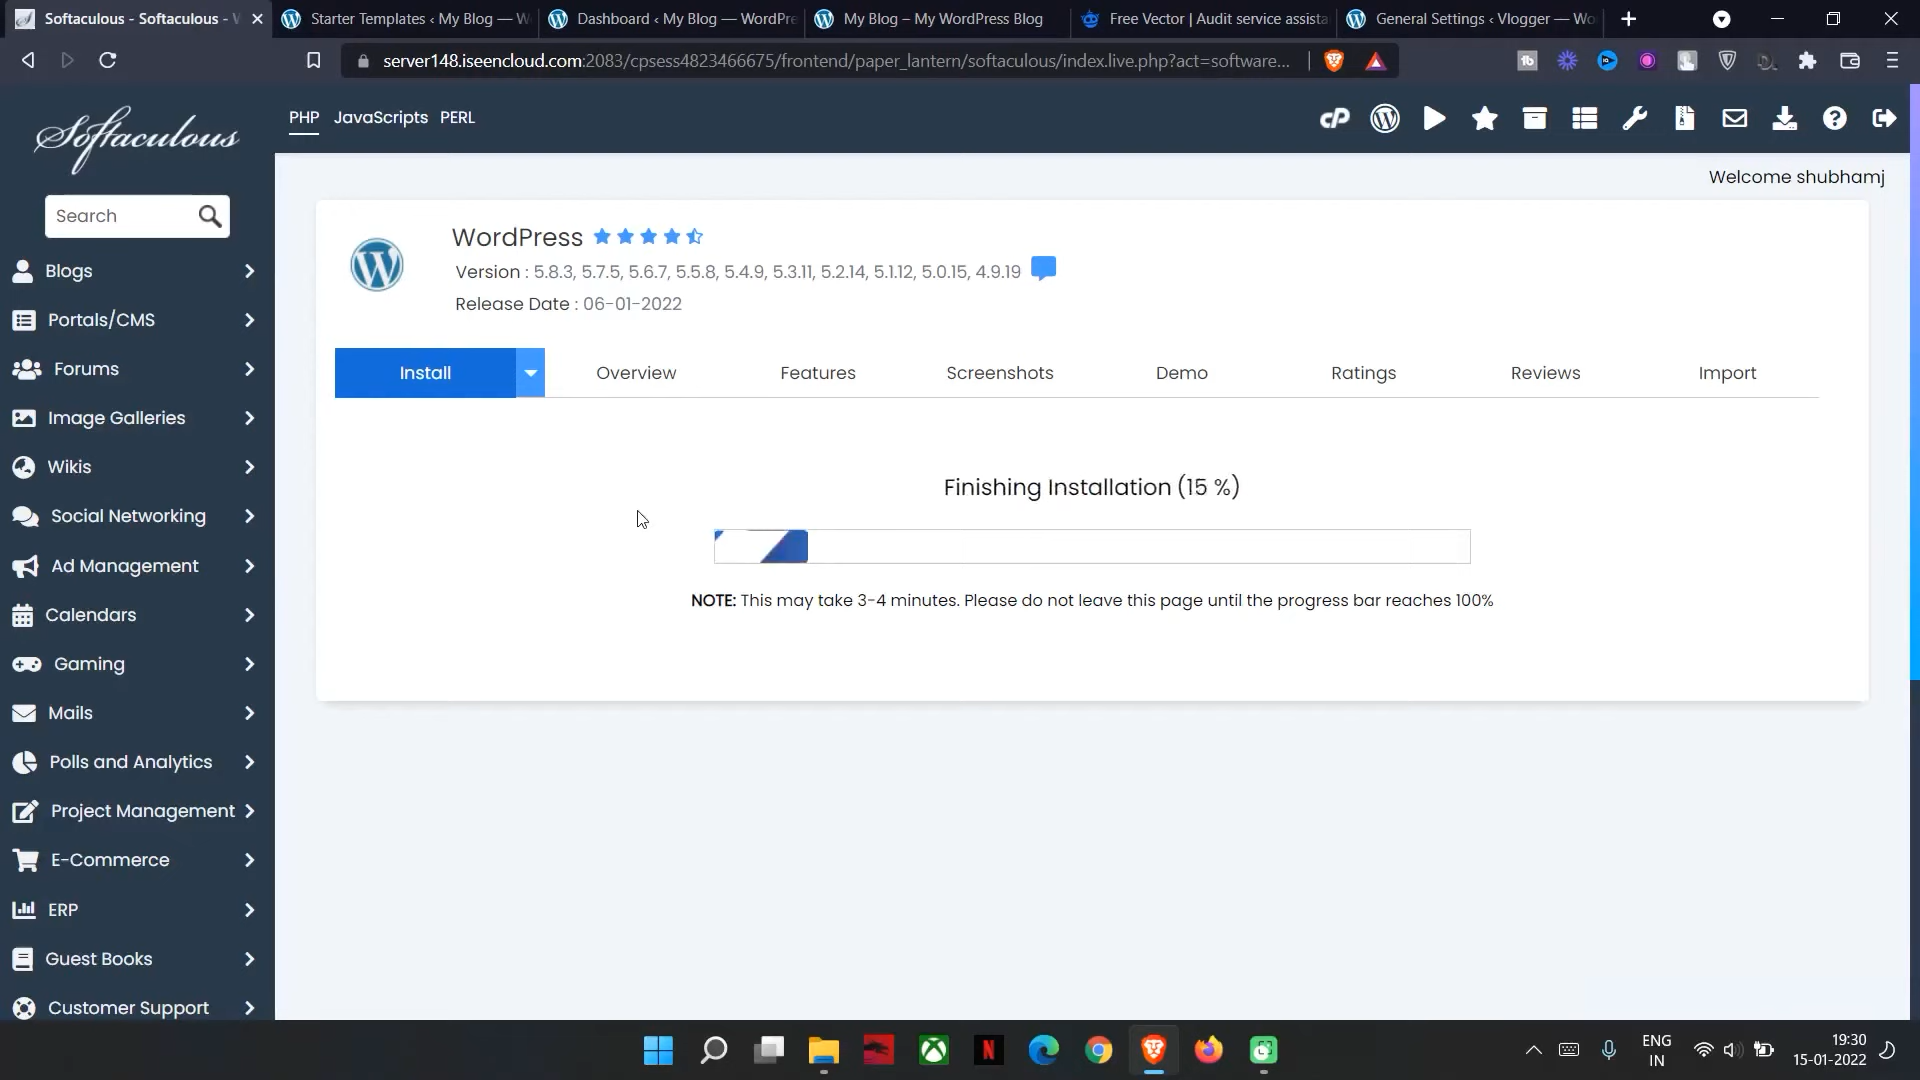 Softaculous - Softaculous - W
Starter Templates ‹ My Blog — W
Dashboard ‹ My Blog — WordPre
My Blog – My WordPress Blog
Free Vector | Audit service assista
General Settings ‹ Vlogger — Wo
server148.iseencloud.com:2083/cpsess4823466675/frontend/paper_lantern/softaculous/index.live.php?act=software...
Softaculous
PHP JavaScripts PERL
cP
Welcome shubhamj
Search
WordPress
Version : 5.8.3, 5.7.5, 5.6.7, 5.5.8, 5.4.9, 5.3.11, 5.2.14, 5.1.12, 5.0.15, 4.9.19
Release Date : 06-01-2022
Install Overview Features Screenshots Demo Ratings Reviews Import
Finishing Installation (15 %)
NOTE: This may take 3-4 minutes. Please do not leave this page until the progress bar reaches 100%
Blogs
Portals/CMS
Forums
Image Galleries
Wikis
Social Networking
Ad Management
Calendars
Gaming
Mails
Polls and Analytics
Project Management
E-Commerce
ERP
Guest Books
Customer Support
ENG
IN
19:30
15-01-2022